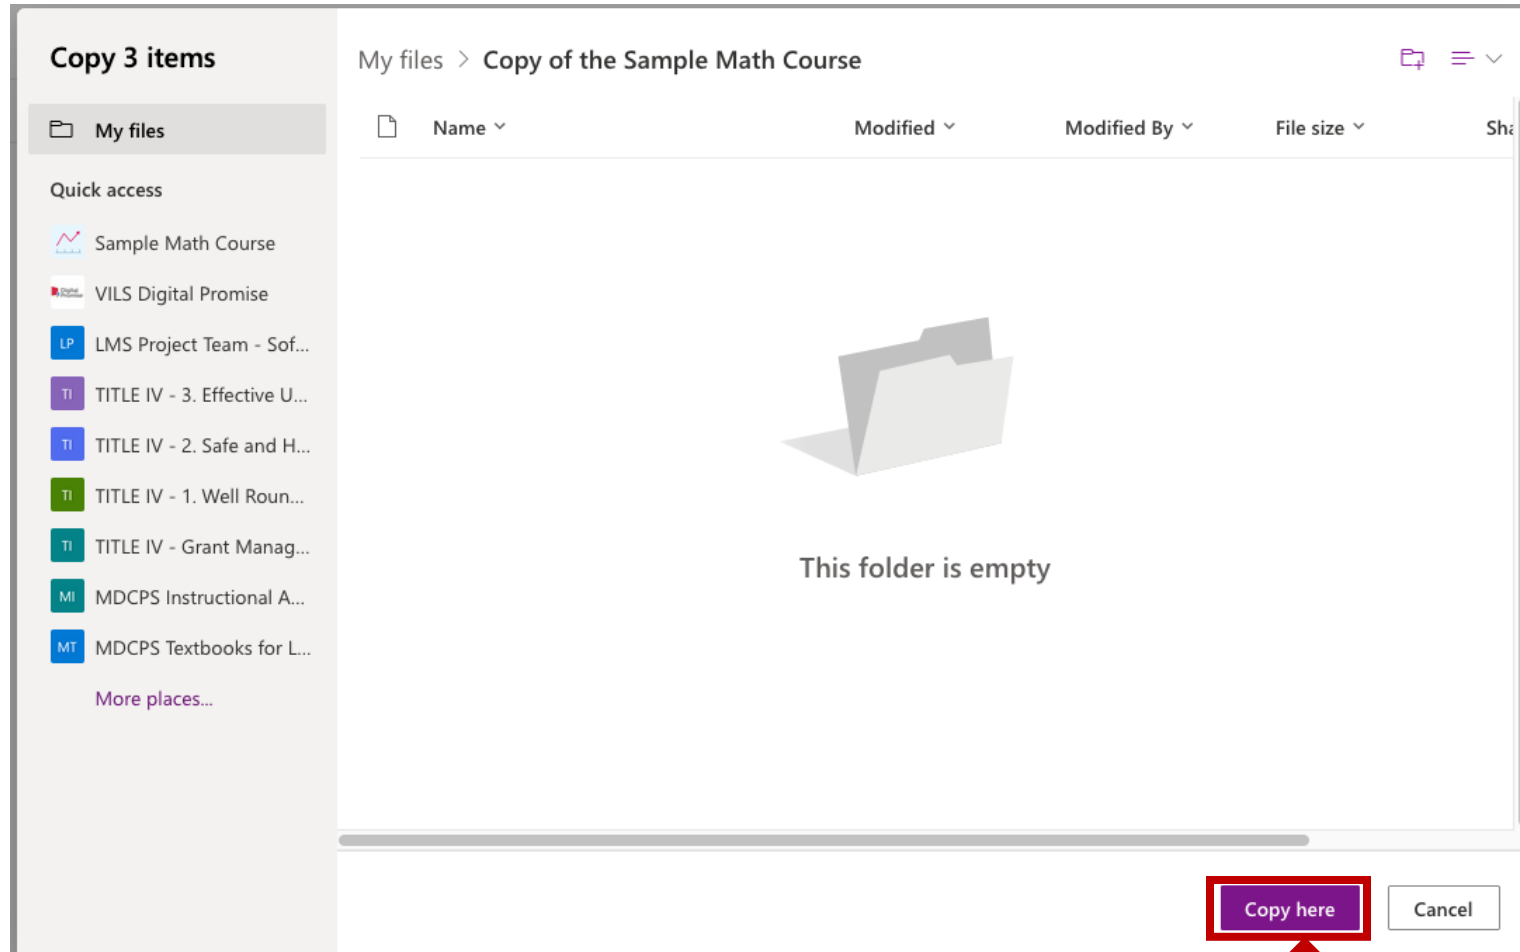 Copy 3 items
My files > Copy of the Sample Math Course
My files
Name Modified Modified By File size
Quick access
Sample Math Course
VILS Digital Promise
LP LMS Project Team - Sof...
TI TITLE IV - 3. Effective U...
TI TITLE IV - 2. Safe and H...
TI TITLE IV - 1. Well Roun...
TI TITLE IV - Grant Manag...
MI MDCPS Instructional A...
MT MDCPS Textbooks for L...
More places...
This folder is empty
Copy here Cancel